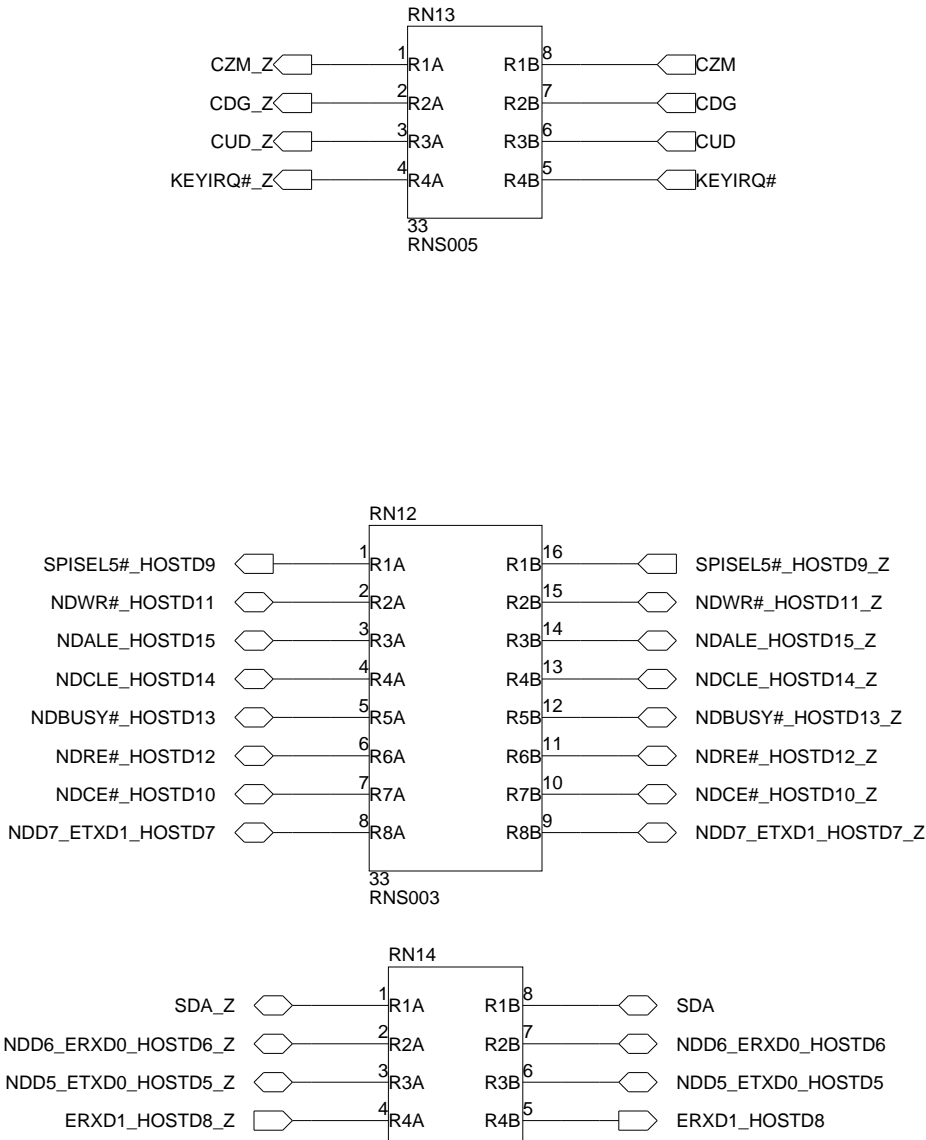 RN13
1 8
CZM_Z R1A R1B CZM
2 7
CDG_Z R2A R2B CDG
3 6
CUD_Z R3A R3B CUD
4 5
KEYIRQ#_Z R4A R4B KEYIRQ#
33
RNS005
RN12
1 16
SPISEL5#_HOSTD9 R1A R1B SPISEL5#_HOSTD9_Z
2 15
NDWR#_HOSTD11 R2A R2B NDWR#_HOSTD11_Z
3 14
NDALE_HOSTD15 R3A R3B NDALE_HOSTD15_Z
4 13
NDCLE_HOSTD14 R4A R4B NDCLE_HOSTD14_Z
5 12
NDBUSY#_HOSTD13 R5A R5B NDBUSY#_HOSTD13_Z
6 11
NDRE#_HOSTD12 R6A R6B NDRE#_HOSTD12_Z
7 10
NDCE#_HOSTD10 R7A R7B NDCE#_HOSTD10_Z
8 9
NDD7_ETXD1_HOSTD7 R8A R8B NDD7_ETXD1_HOSTD7_Z
33
RNS003
RN14
1 8
SDA_Z R1A R1B SDA
2 7
NDD6_ERXD0_HOSTD6_Z R2A R2B NDD6_ERXD0_HOSTD6
3 6
NDD5_ETXD0_HOSTD5_Z R3A R3B NDD5_ETXD0_HOSTD5
4 5
ERXD1_HOSTD8_Z R4A R4B ERXD1_HOSTD8